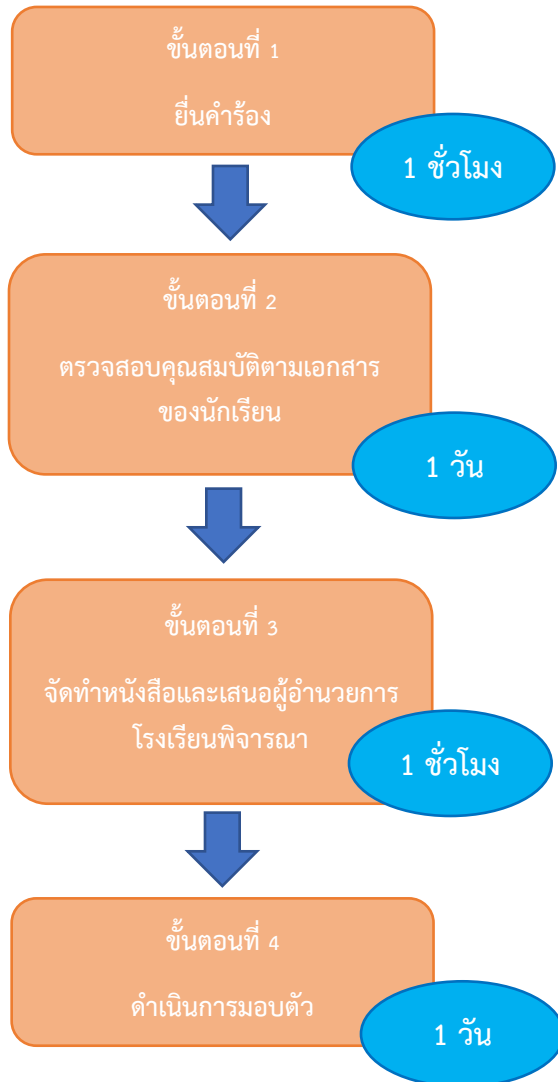 ขั้นตอนที่ 1
ยื่นคำร้อง
1 ชั่วโมง
ขั้นตอนที่ 2
ตรวจสอบคุณสมบัติตามเอกสาร
ของนักเรียน
1 วัน
ขั้นตอนที่ 3
จัดทำหนังสือและเสนอผู้อำนวยการ
โรงเรียนพิจารณา
1 ชั่วโมง
ขั้นตอนที่ 4
ดำเนินการมอบตัว
1 วัน